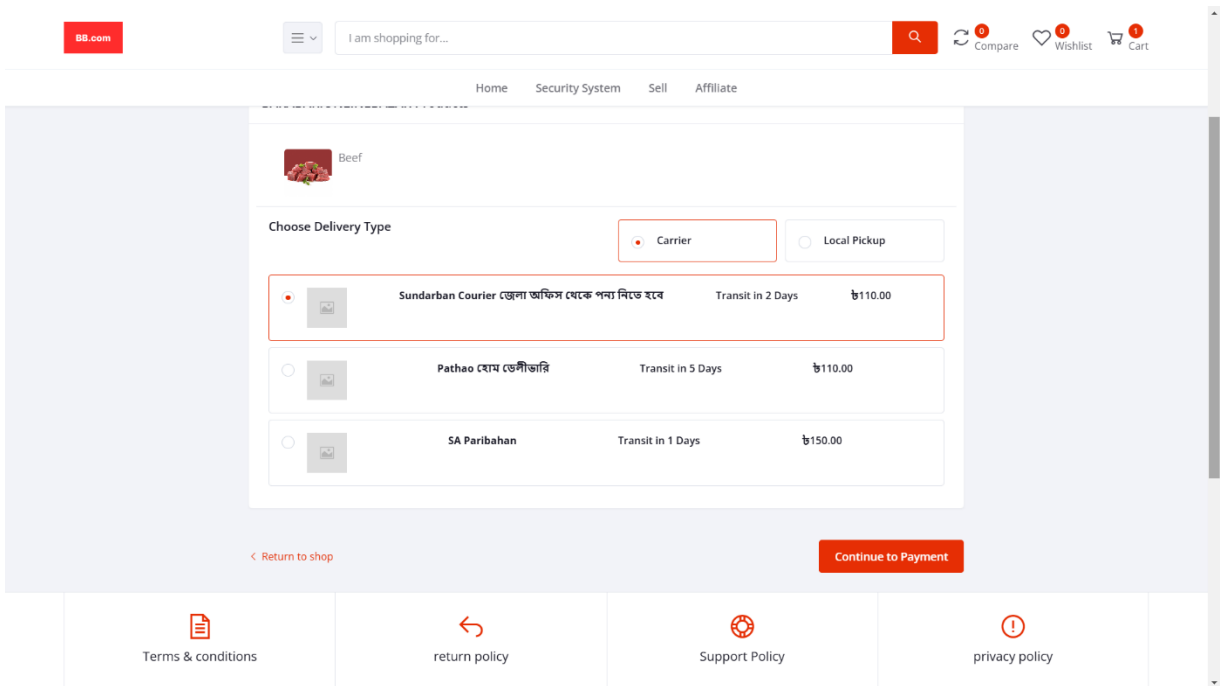 BB.com
I am shopping for...
0
Compare
0
Wishlist
1
Cart
Home Security System Sell Affiliate
Beef
Choose Delivery Type
Carrier
Local Pickup
Sundarban Courier জেলা অফিস থেকে পন্য নিতে হবে Transit in 2 Days ৳110.00
Pathao হোম ডেলীভারি Transit in 5 Days ৳110.00
SA Paribahan Transit in 1 Days ৳150.00
Return to shop
Continue to Payment
Terms & conditions
return policy
Support Policy
privacy policy